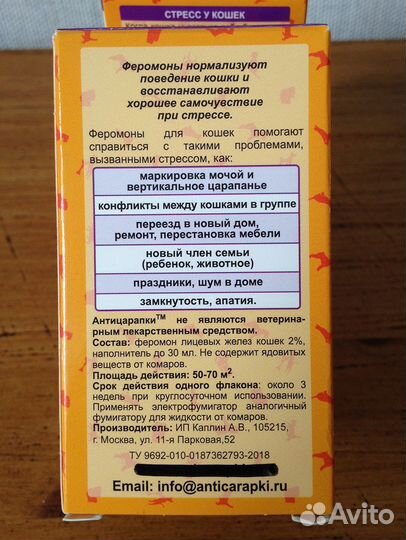 СТРЕСС У КОШЕК
Феромоны нормализуют
поведение кошки и
восстанавливают
хорошее самочувствие
при стрессе.
Феромоны для кошек помогают
справиться с такими проблемами,
вызванными стрессом, как:
маркировка мочой и
вертикальное царапанье
конфликты между кошками в группе
переезд в новый дом,
ремонт, перестановка мебели
новый член семьи
(ребенок, животное)
праздники, шум в доме
замкнутость, апатия.
Антицарапки™ не являются ветерина-
рным лекарственным средством.
Состав: феромон лицевых желез кошек 2%,
наполнитель до 30 мл. Не содержит ядовитых
веществ от комаров.
Площадь действия: 50-70 м².
Срок действия одного флакона: около 3
недель при круглосуточном использовании.
Применять электрофумигатор аналогичный
фумигатору для жидкости от комаров.
Производитель: ИП Каплин А.В., 105215,
г. Москва, ул. 11-я Парковая,52
ТУ 9692-010-0187362793-2018
Email: info@anticarapki.ru
Avito